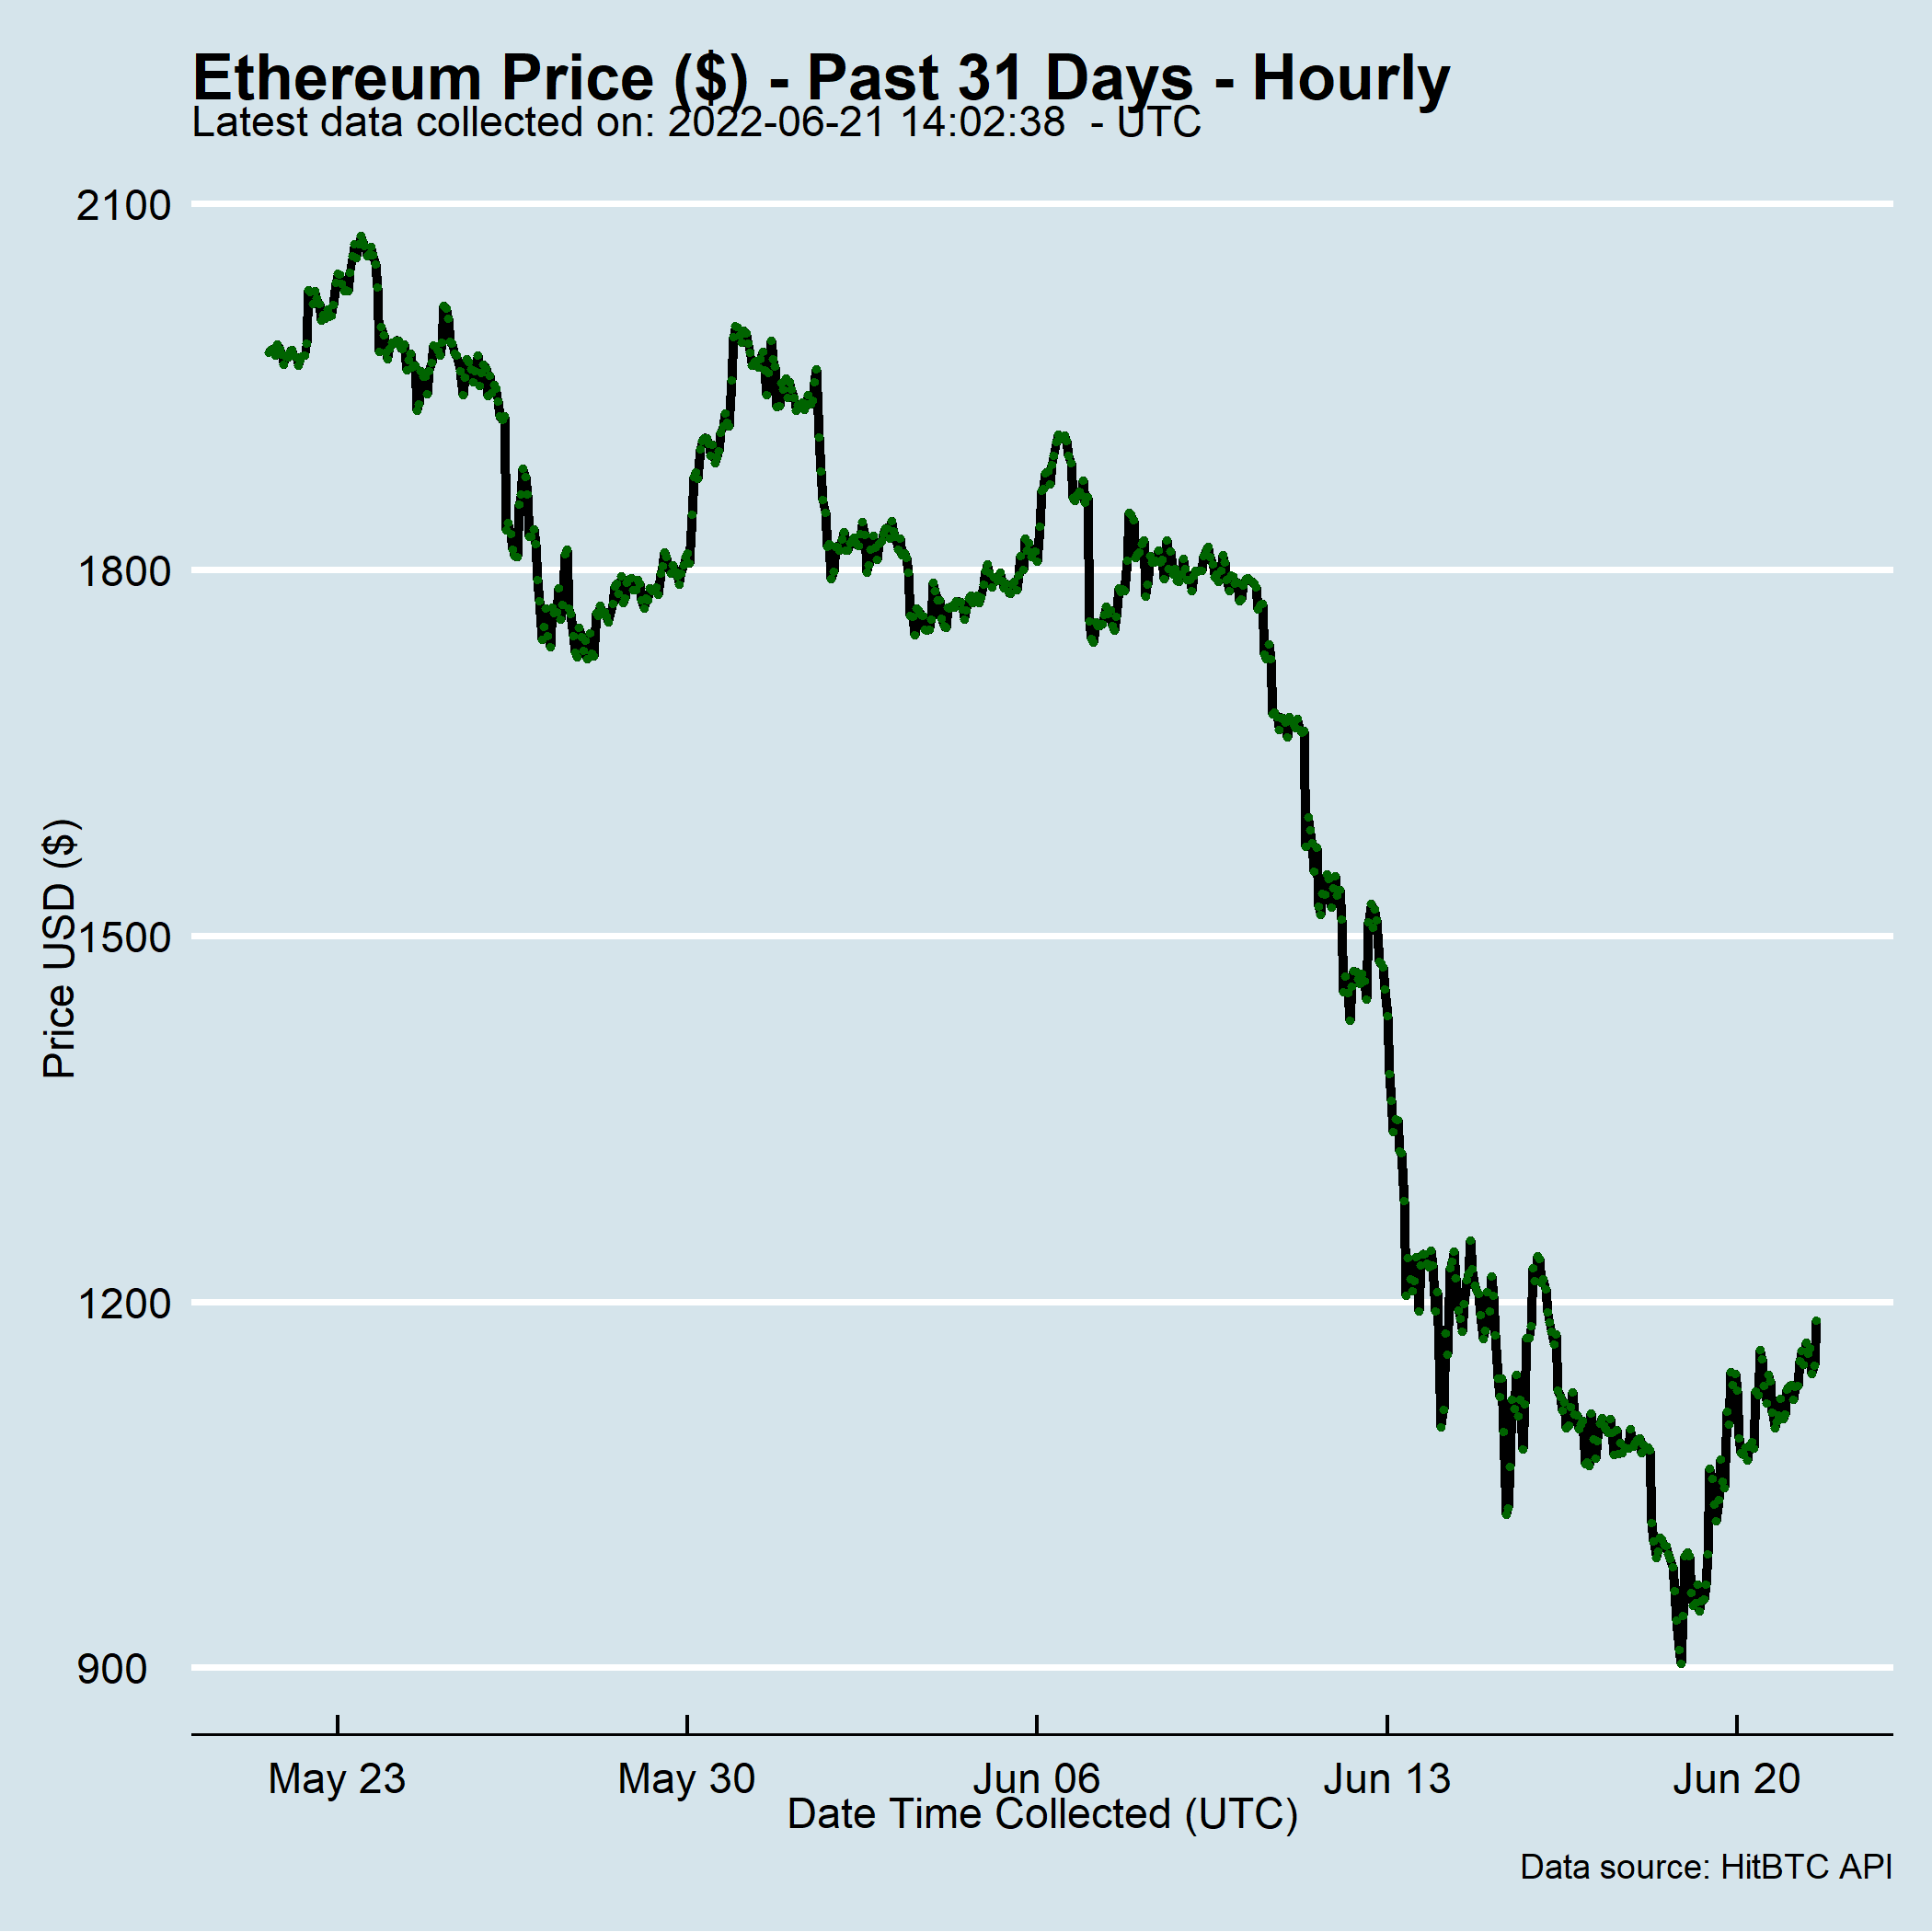 Ethereum Price ($) - Past 31 Days - Hourly
Latest data collected on: 2022-06-21 14:02:38  - UTC
2100
1800
1500
1200
900
Price USD ($)
May 23
May 30
Jun 06
Jun 13
Jun 20
Date Time Collected (UTC)
Data source: HitBTC API